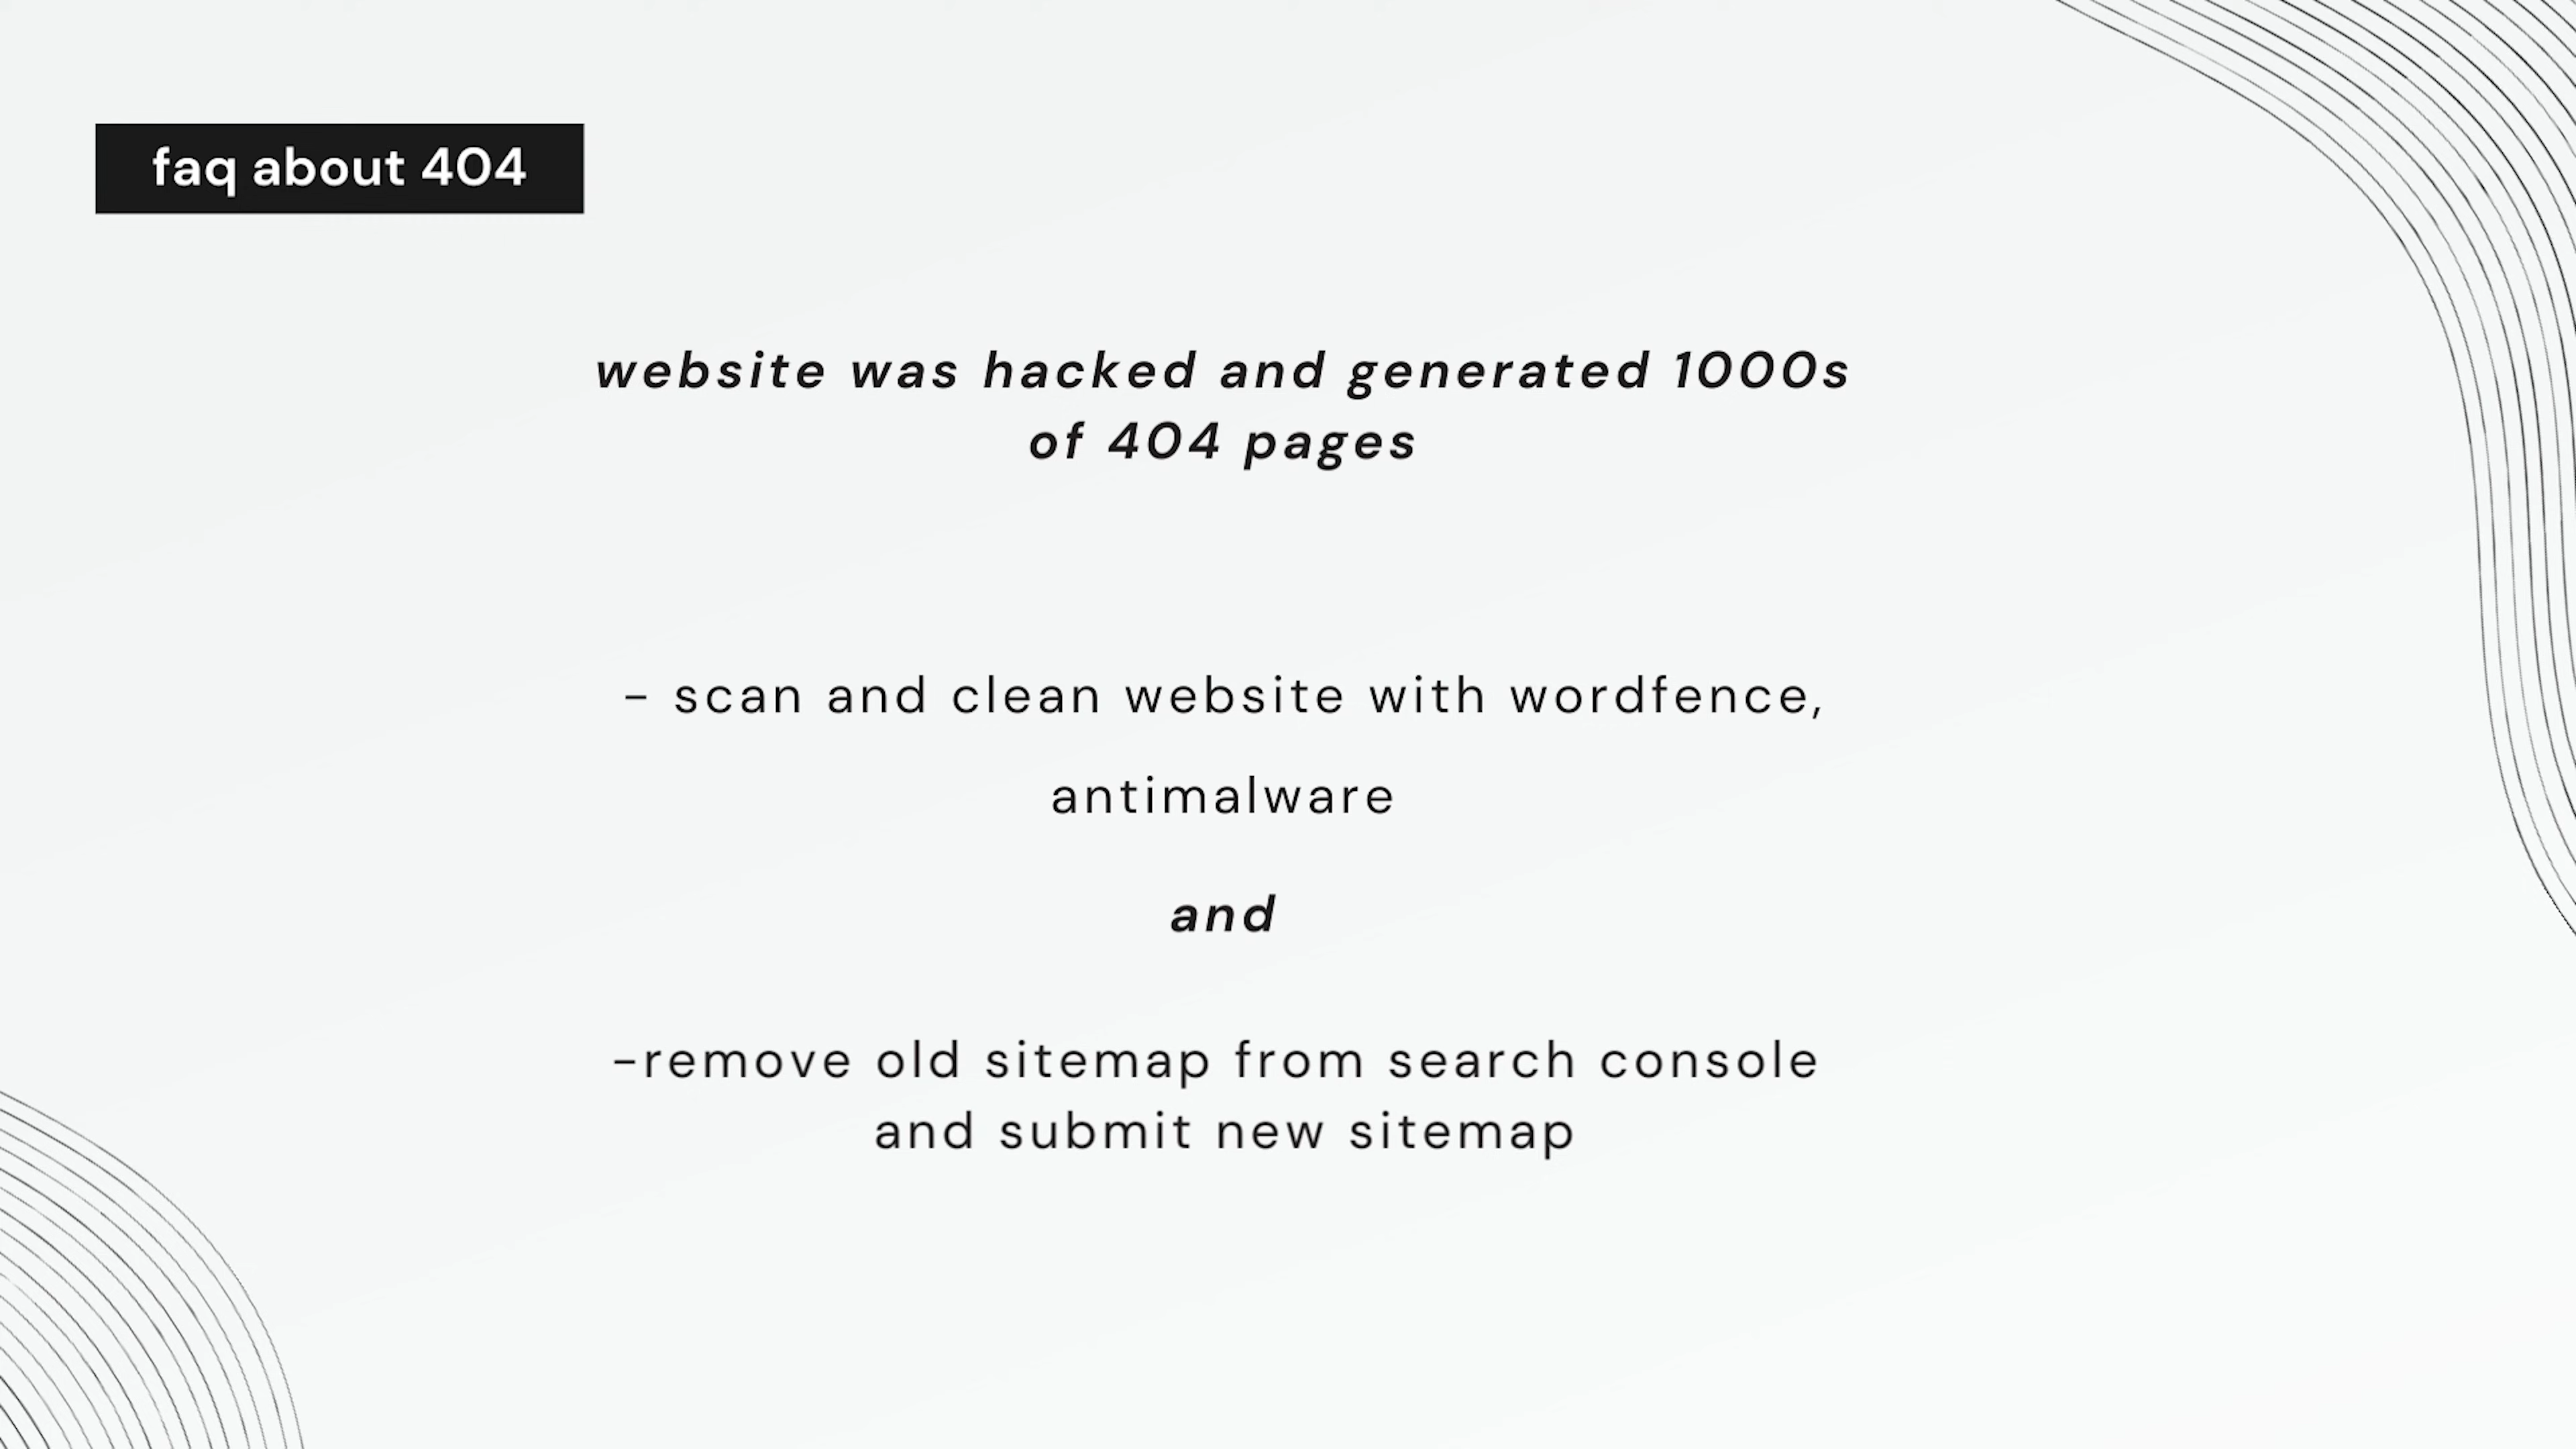 faq about 404
website was hacked and generated 1000s
of 404 pages
- scan and clean website with wordfence,
antimalware
and
-remove old sitemap from search console
and submit new sitemap